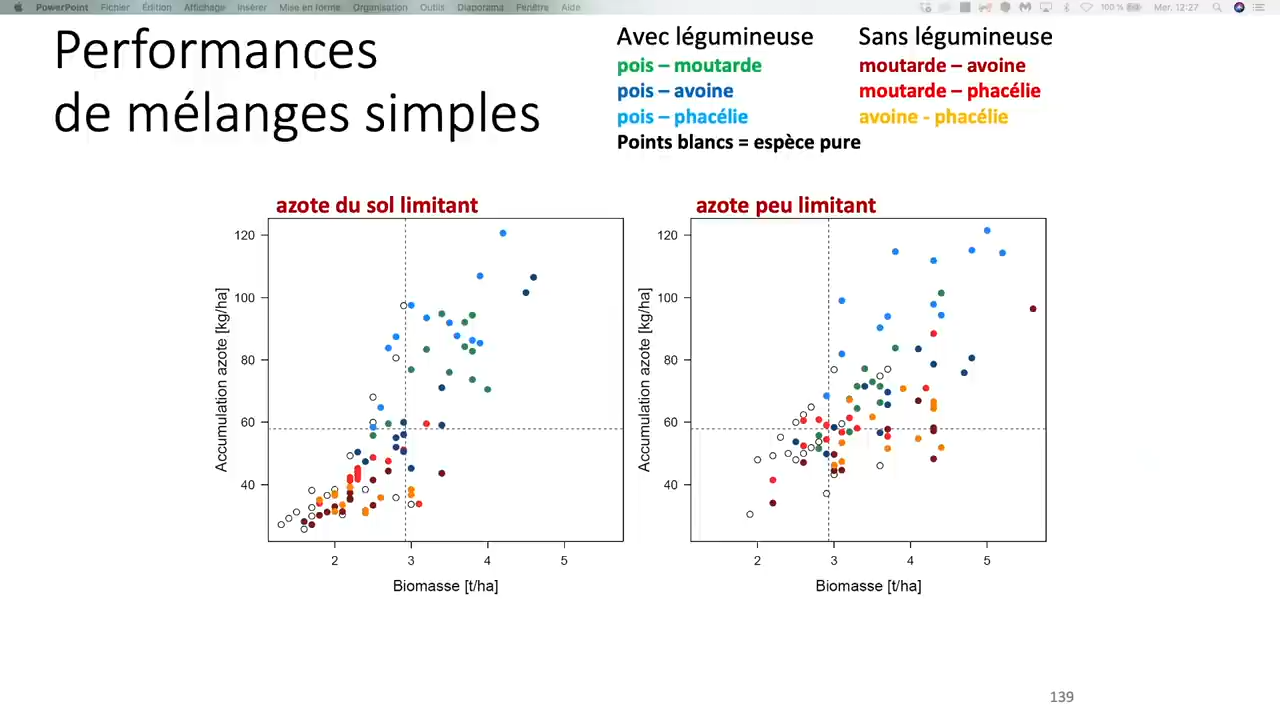 PowerPoint Fichier Édition Affichage Insérer Mise en forme Organisation Outils Diaporama Fenêtre Aide 100 % Mer. 12:27
Performances
de mélanges simples
Avec légumineuse
pois – moutarde
pois – avoine
pois – phacélie
Points blancs = espèce pure
Sans légumineuse
moutarde – avoine
moutarde – phacélie
avoine - phacélie
azote du sol limitant
Accumulation azote [kg/ha]
120
100
80
60
40
2 3 4 5
Biomasse [t/ha]
azote peu limitant
Accumulation azote [kg/ha]
120
100
80
60
40
2 3 4 5
Biomasse [t/ha]
139